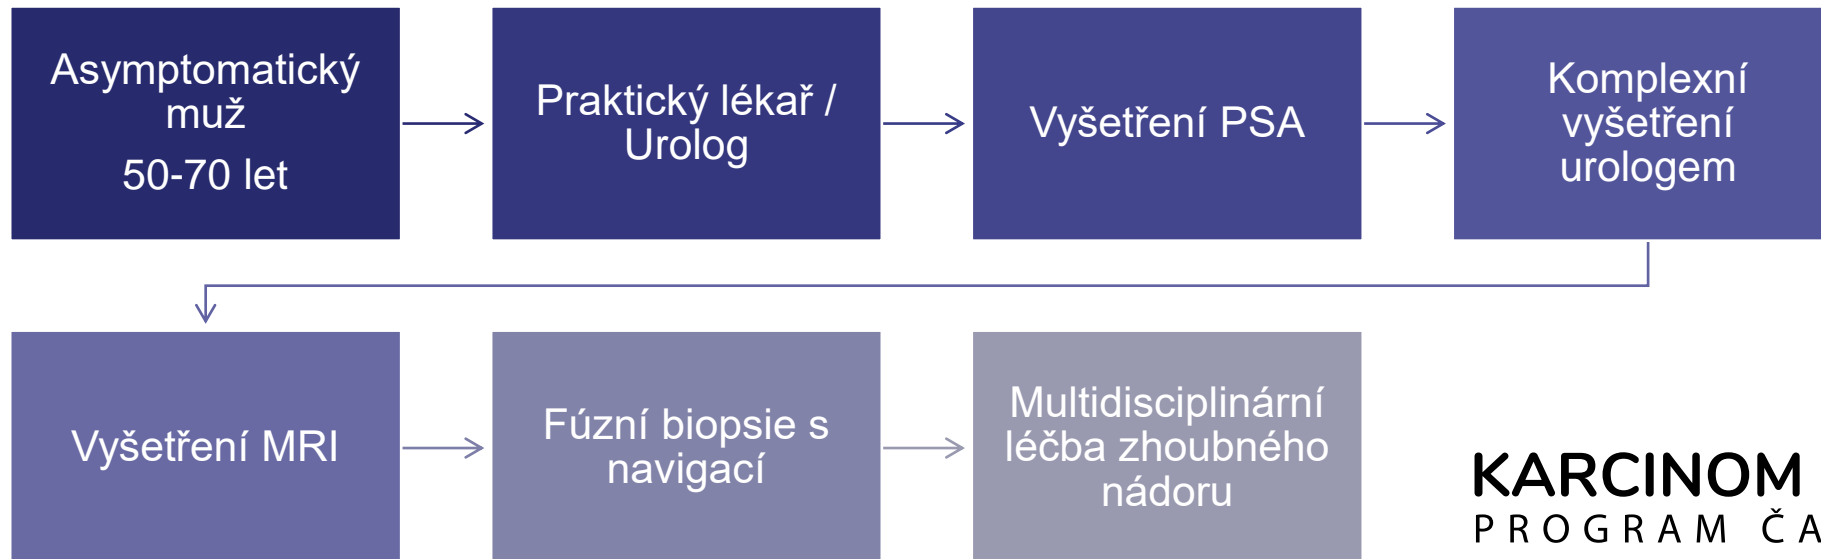 Asymptomatický
muž
50-70 let
Praktický lékař /
Urolog
Vyšetření PSA
Komplexní
vyšetření
urologem
Vyšetření MRI
Fúzní biopsie s
navigací
Multidisciplinární
léčba zhoubného
nádoru
KARCINOM
PROGRAM ČA